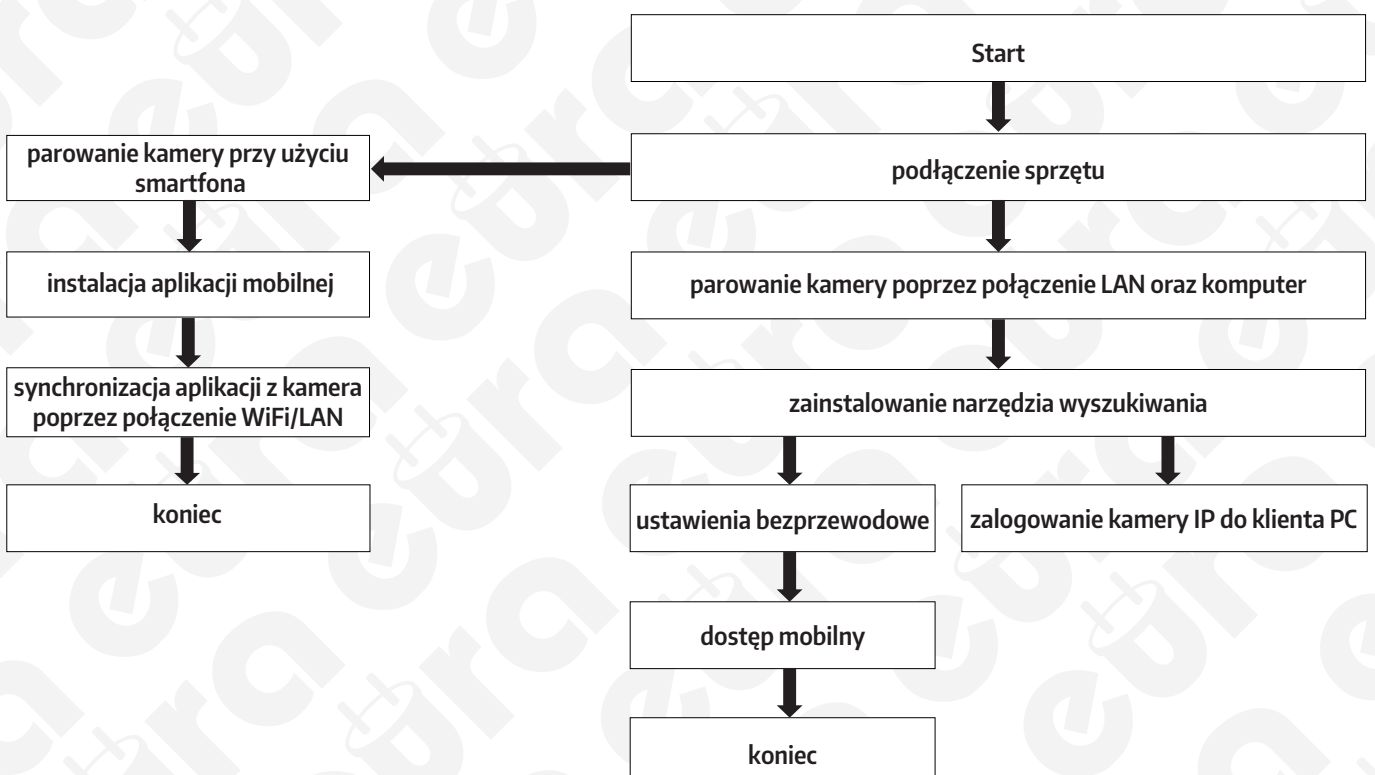 Start
podłączenie sprzętu
parowanie kamery przy użyciu
smartfona
instalacja aplikacji mobilnej
synchronizacja aplikacji z kamera
poprzez połączenie WiFi/LAN
koniec
parowanie kamery poprzez połączenie LAN oraz komputer
zainstalowanie narzędzia wyszukiwania
ustawienia bezprzewodowe
zalogowanie kamery IP do klienta PC
dostęp mobilny
koniec